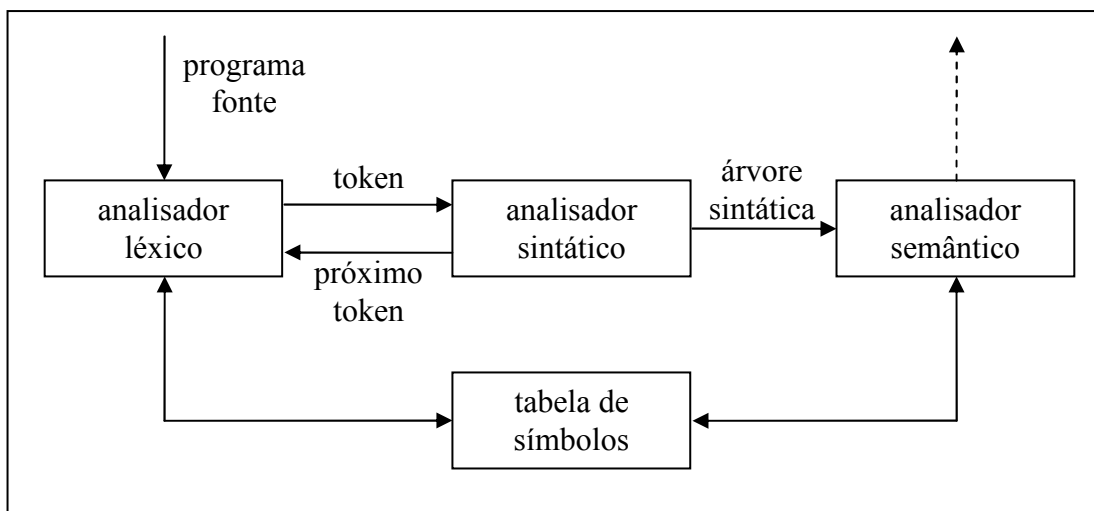 programa
fonte
analisador
léxico
token
próximo
token
analisador
sintático
árvore
sintática
analisador
semântico
tabela de
símbolos